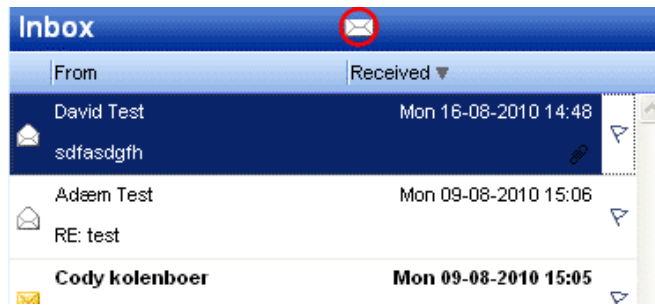 Inbox
From Received
David Test Mon 16-08-2010 14:48
sdfasdgfh
Adæm Test Mon 09-08-2010 15:06
RE: test
Cody kolenboer Mon 09-08-2010 15:05